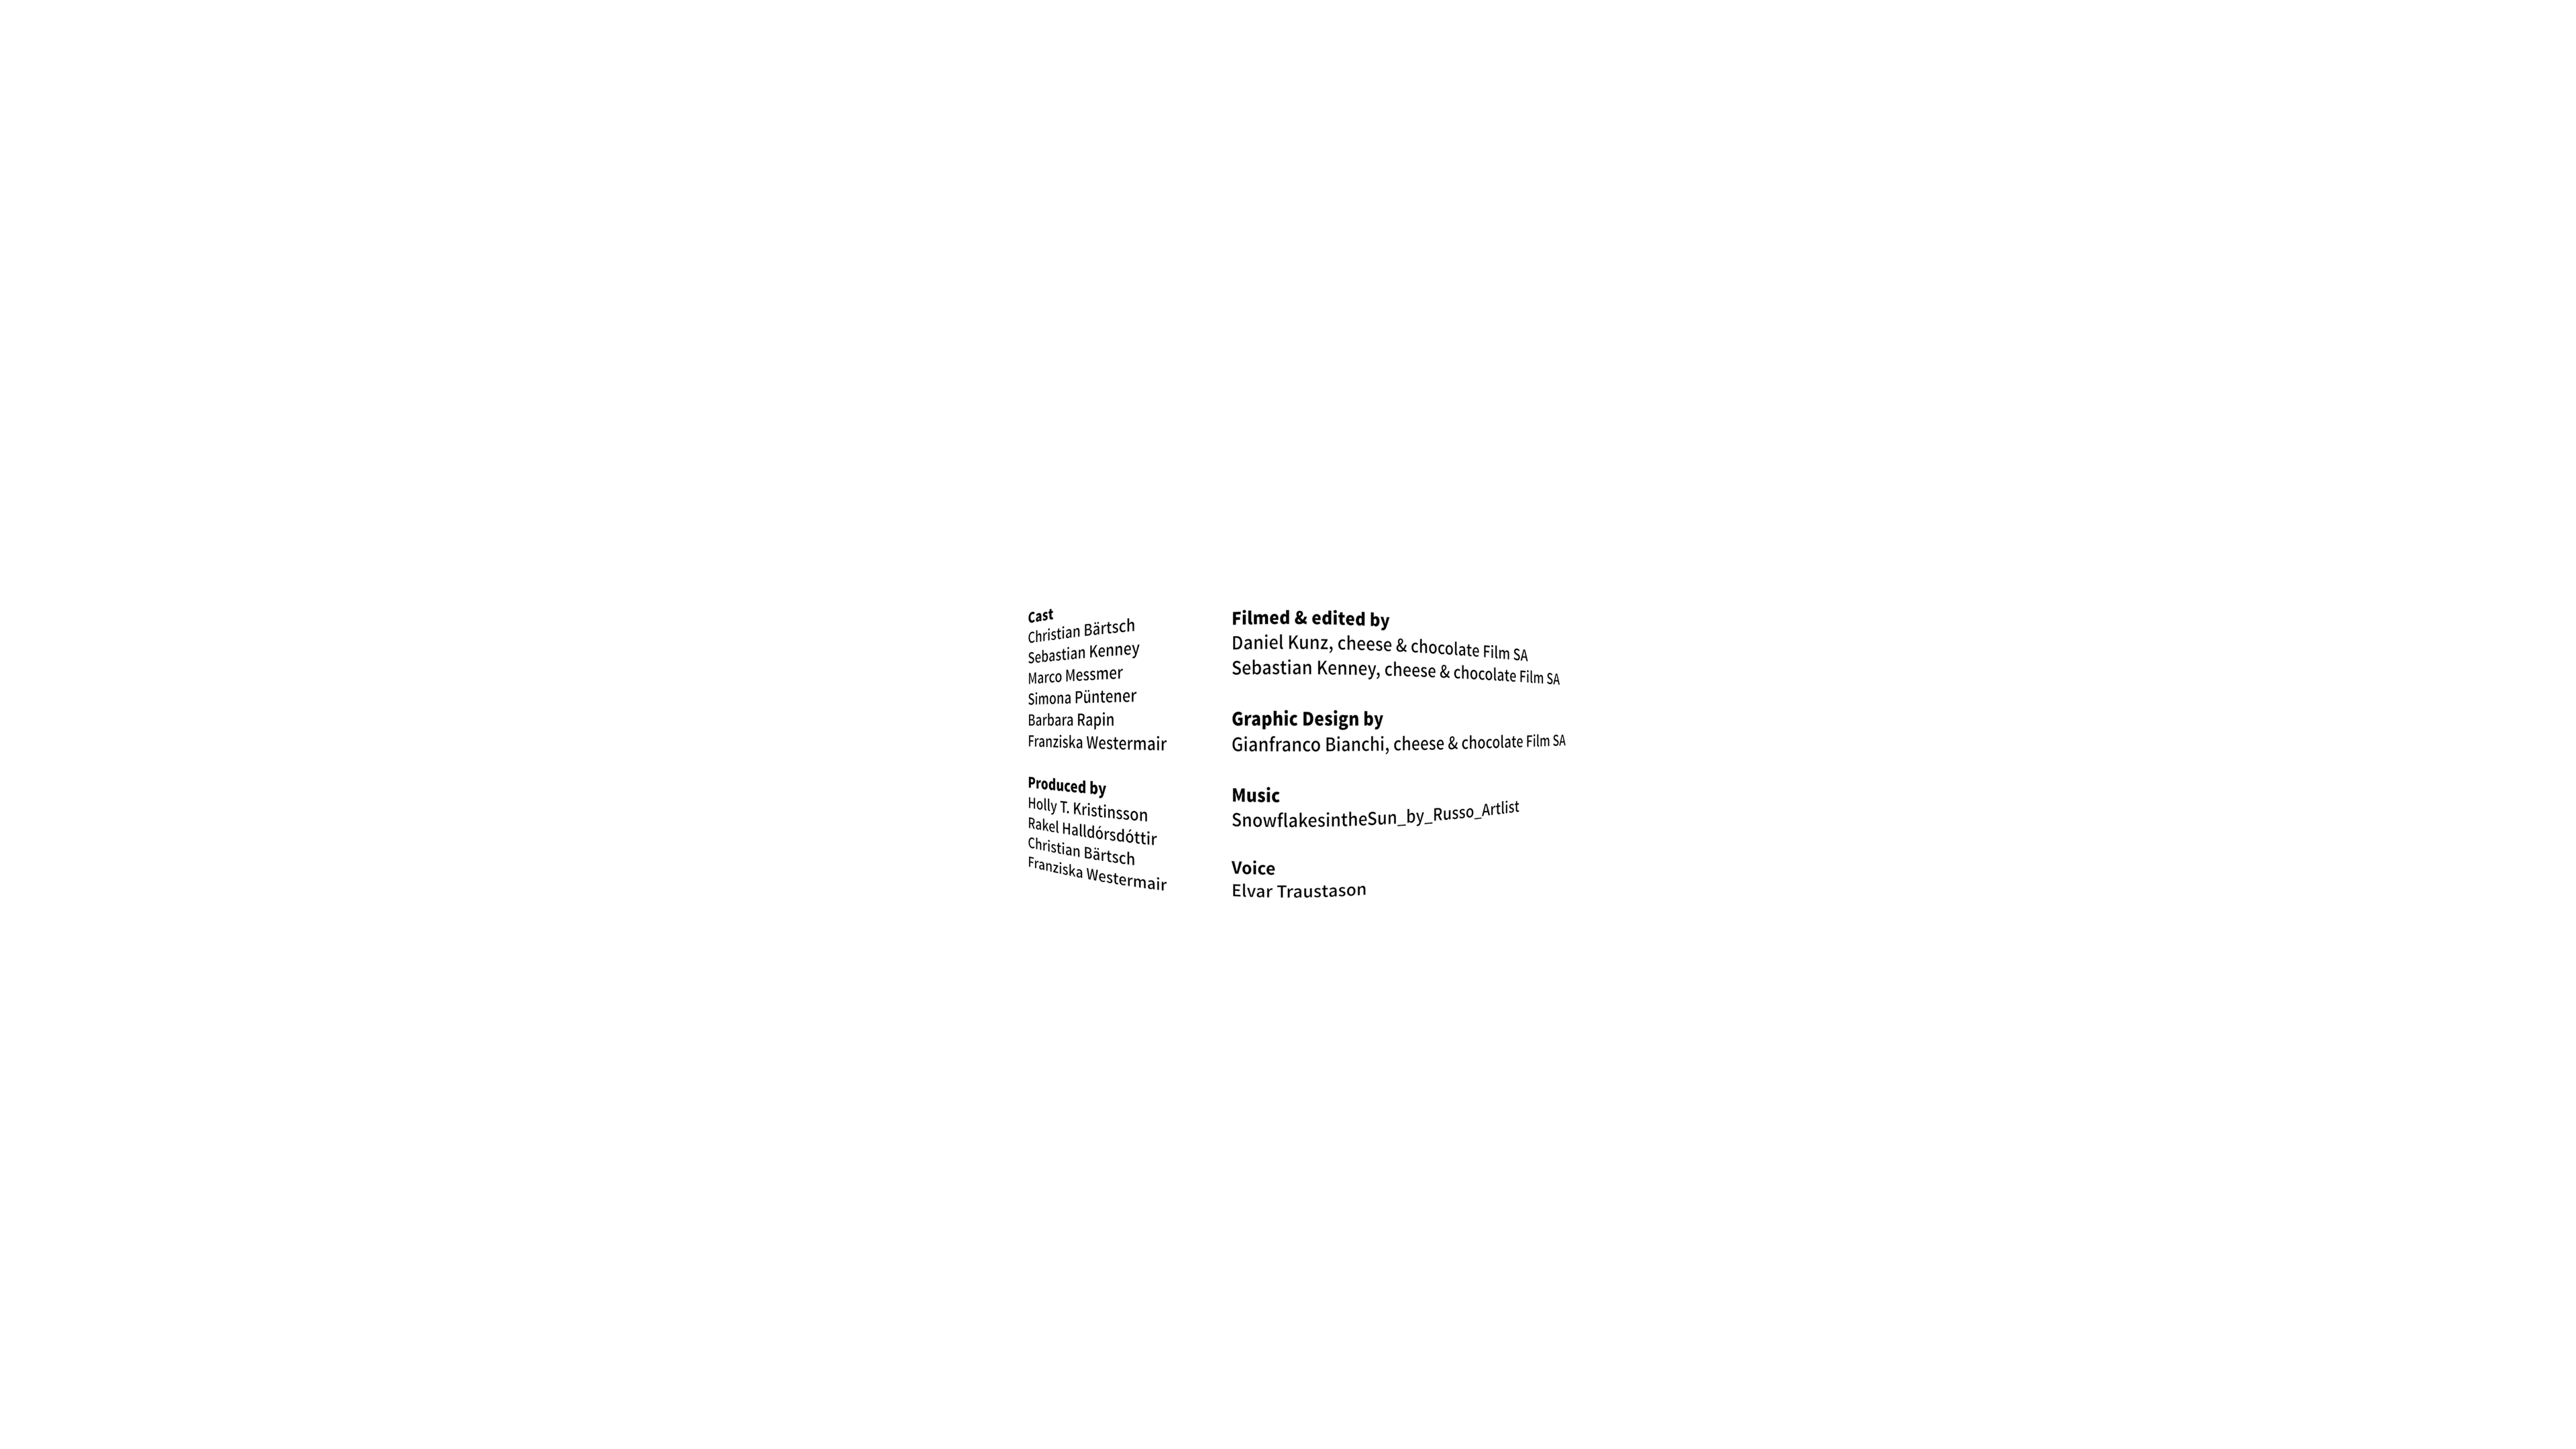 Cast
Christian Bärtsch
Sebastian Kenney
Marco Messmer
Simona Püntener
Barbara Rapin
Franziska Westermair
Produced by
Holly T. Kristinsson
Rakel Halldórsdóttir
Christian Bärtsch
Franziska Westermair
Filmed & edited by
Daniel Kunz, cheese & chocolate Film SA
Sebastian Kenney, cheese & chocolate Film SA
Graphic Design by
Gianfranco Bianchi, cheese & chocolate Film SA
Music
SnowflakesintheSun_by_Russo_Artlist
Voice
Elvar Traustason